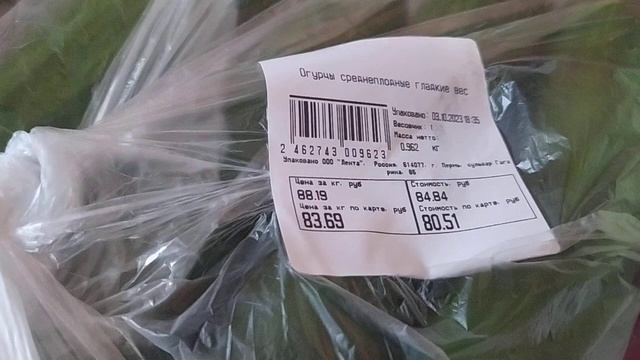 Огурцы среднеплодные гладкие вес
Упаковано: 03.10.2023 18:35
Весовчик: 1
Масса нетто:
0.962 кг
2 462743 009623
Упаковано ООО "Лента". Россия. 614077. г. Пермь. бульвар Гага
рина. 65
Цена за кг. руб
88.19
Стоимость. руб
84.84
Цена за кг по карте. руб
83.69
Стоимость по карте. руб
80.51